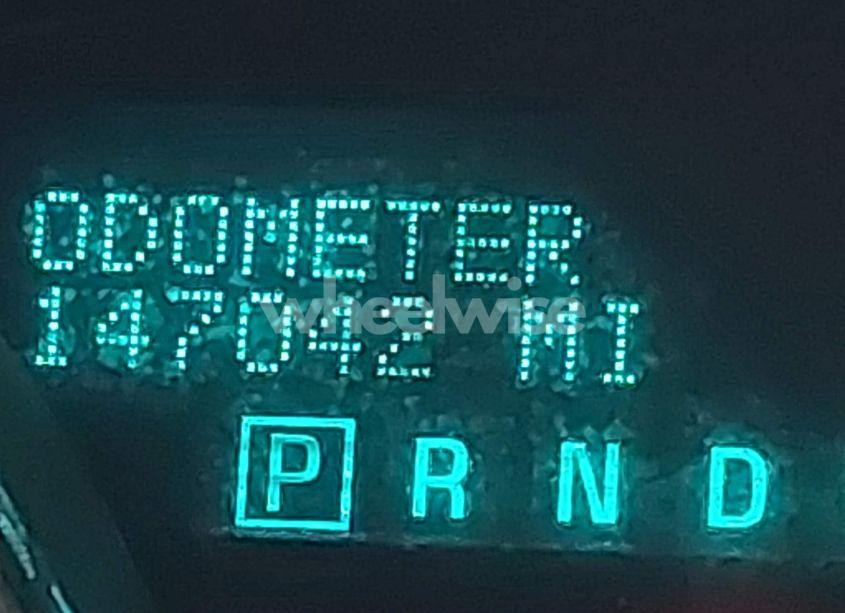 ODOMETER
147042 MI
wheelwise
P R N D